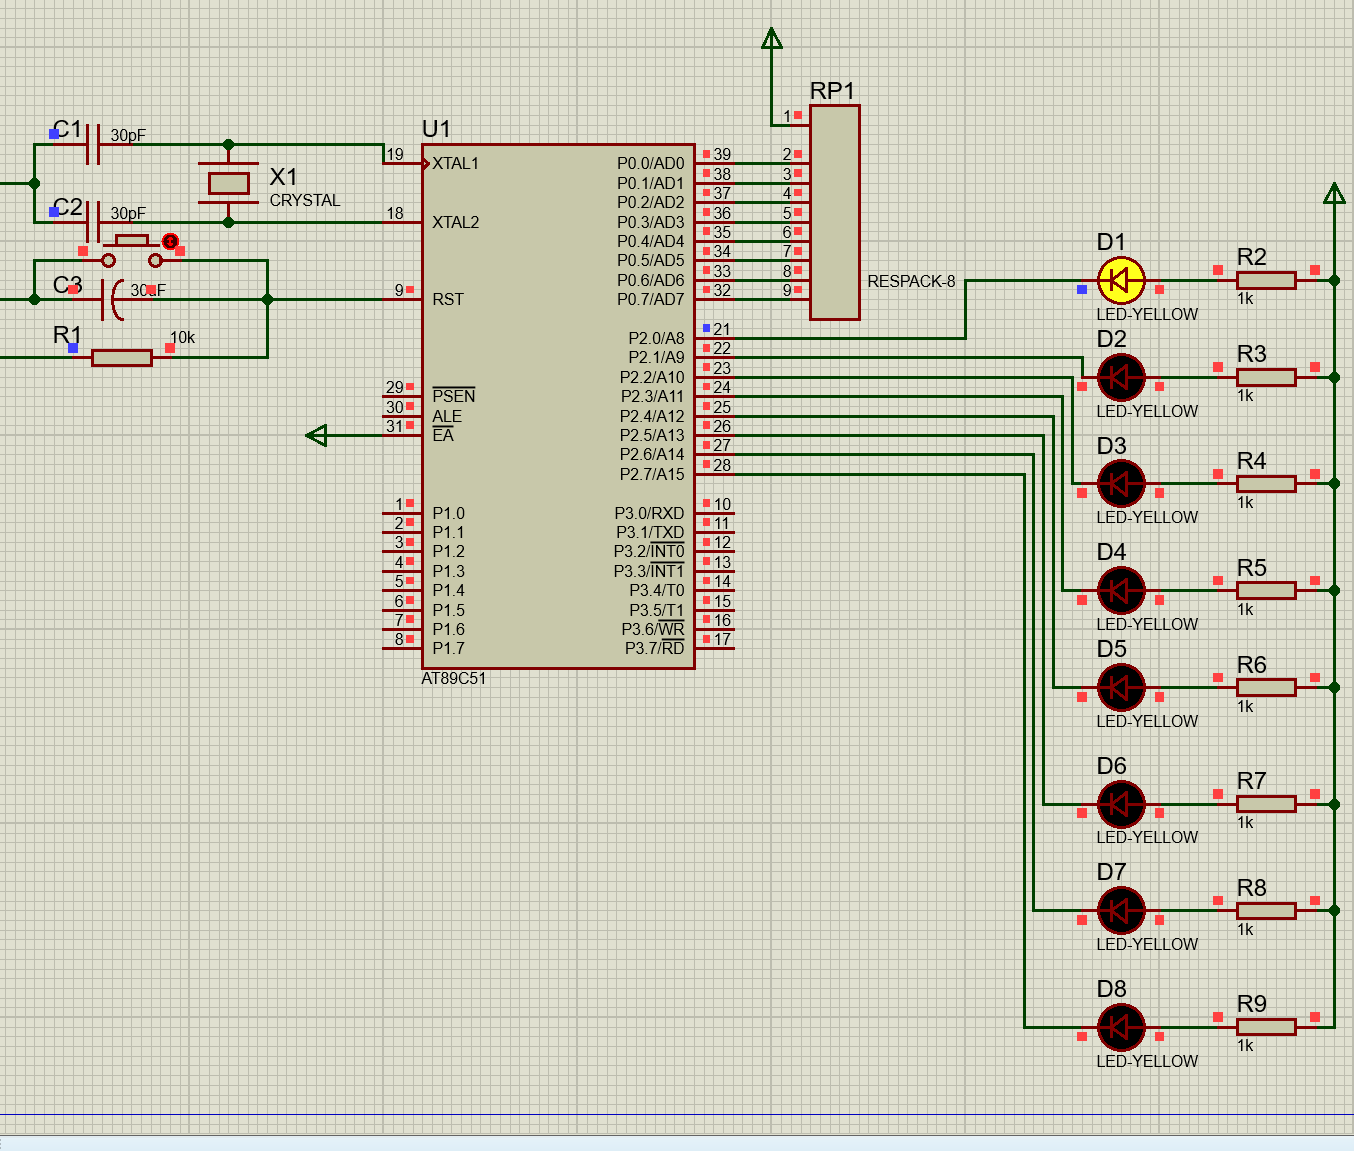 C1
30pF
C2
30pF
X1
CRYSTAL
C3
R1
10k
U1
19
XTAL1
18
XTAL2
9
RST
29
PSEN
30
ALE
31
EA
1
P1.0
2
P1.1
3
P1.2
4
P1.3
5
P1.4
6
P1.5
7
P1.6
8
P1.7
P0.0/AD0
39
P0.1/AD1
38
P0.2/AD2
37
P0.3/AD3
36
P0.4/AD4
35
P0.5/AD5
34
P0.6/AD6
33
P0.7/AD7
32
P2.0/A8
21
P2.1/A9
22
P2.2/A10
23
P2.3/A11
24
P2.4/A12
25
P2.5/A13
26
P2.6/A14
27
P2.7/A15
28
P3.0/RXD
10
P3.1/TXD
11
P3.2/INT0
12
P3.3/INT1
13
P3.4/T0
14
P3.5/T1
15
P3.6/WR
16
P3.7/RD
17
AT89C51
RP1
1
2
3
4
5
6
7
8
9
RESPACK-8
D1
LED-YELLOW
R2
1k
D2
LED-YELLOW
R3
1k
D3
LED-YELLOW
R4
1k
D4
LED-YELLOW
R5
1k
D5
LED-YELLOW
R6
1k
D6
LED-YELLOW
R7
1k
D7
LED-YELLOW
R8
1k
D8
LED-YELLOW
R9
1k